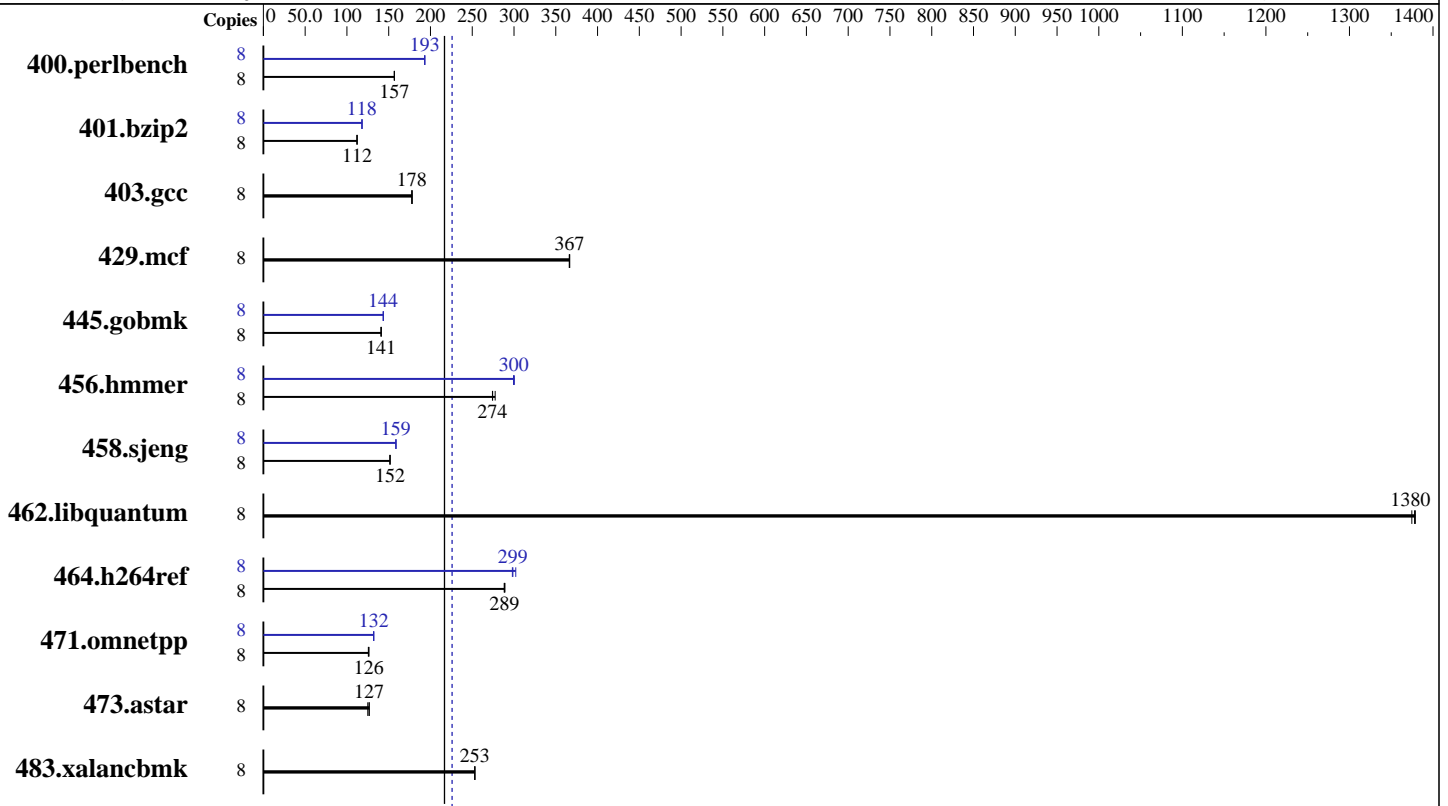 Copies 0 50.0 100 150 200 250 300 350 400 450 500 550 600 650 700 750 800 850 900 950 1000 1100 1200 1300 1400
400.perlbench 8 193
8 157
401.bzip2 8 118
8 112
403.gcc 8 178
429.mcf 8 367
445.gobmk 8 144
8 141
456.hmmer 8 300
8 274
458.sjeng 8 159
8 152
462.libquantum 8 1380
464.h264ref 8 299
8 289
471.omnetpp 8 132
8 126
473.astar 8 127
483.xalancbmk 8 253